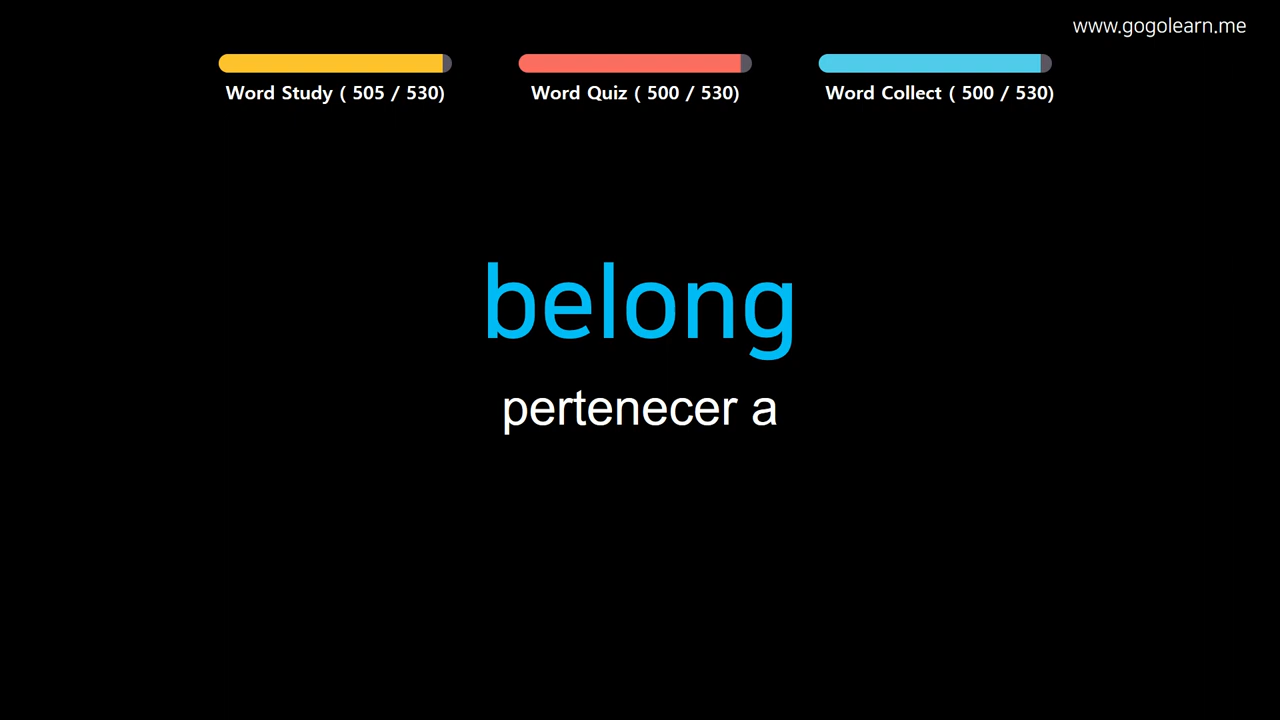 www.gogolearn.me
Word Study ( 505 / 530)
Word Quiz ( 500 / 530)
Word Collect ( 500 / 530)
belong
pertenecer a